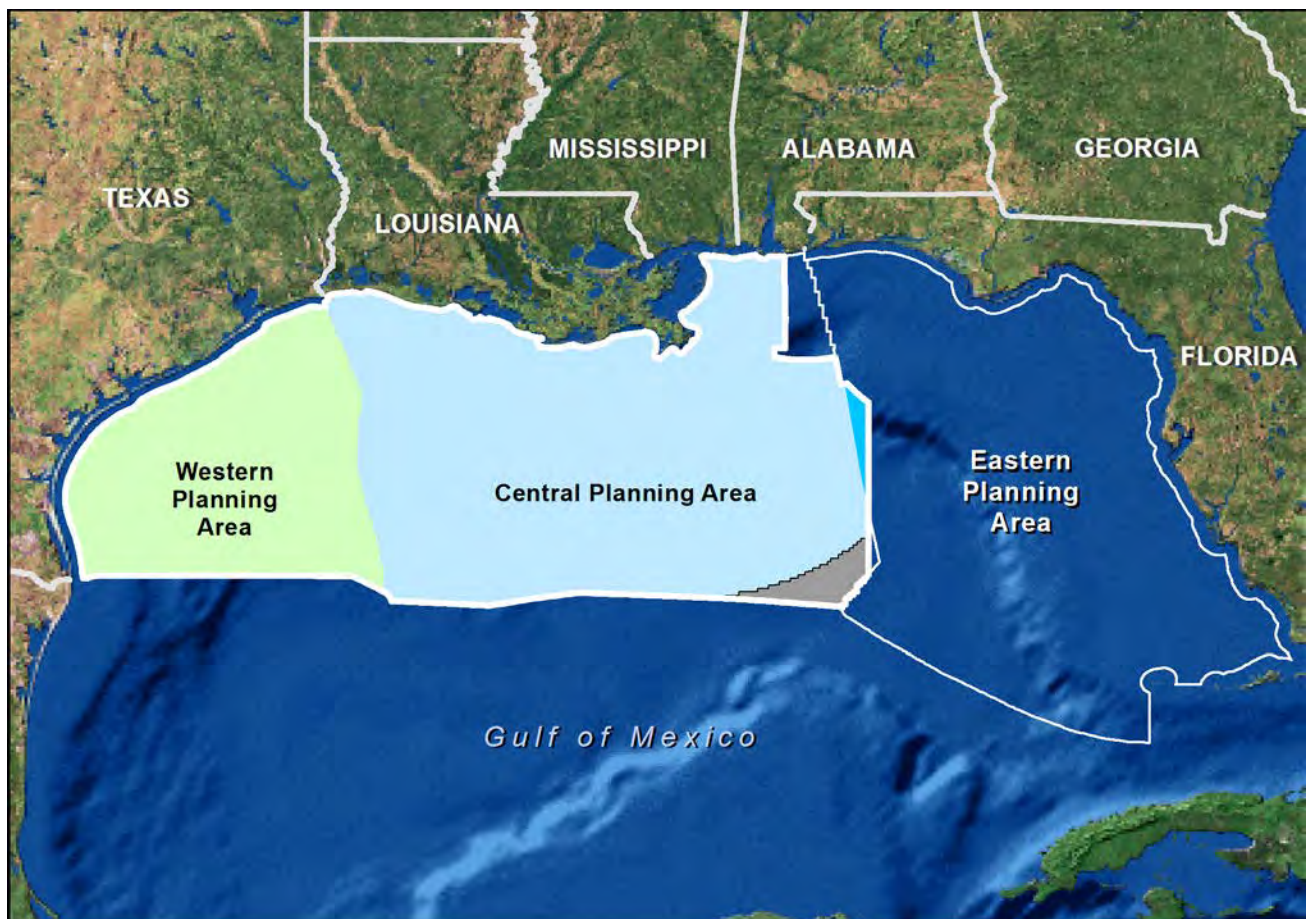 MISSISSIPPI
ALABAMA
GEORGIA
TEXAS
LOUISIANA
FLORIDA
Western
Planning
Area
Central Planning Area
Eastern
Planning
Area
Gulf of Mexico